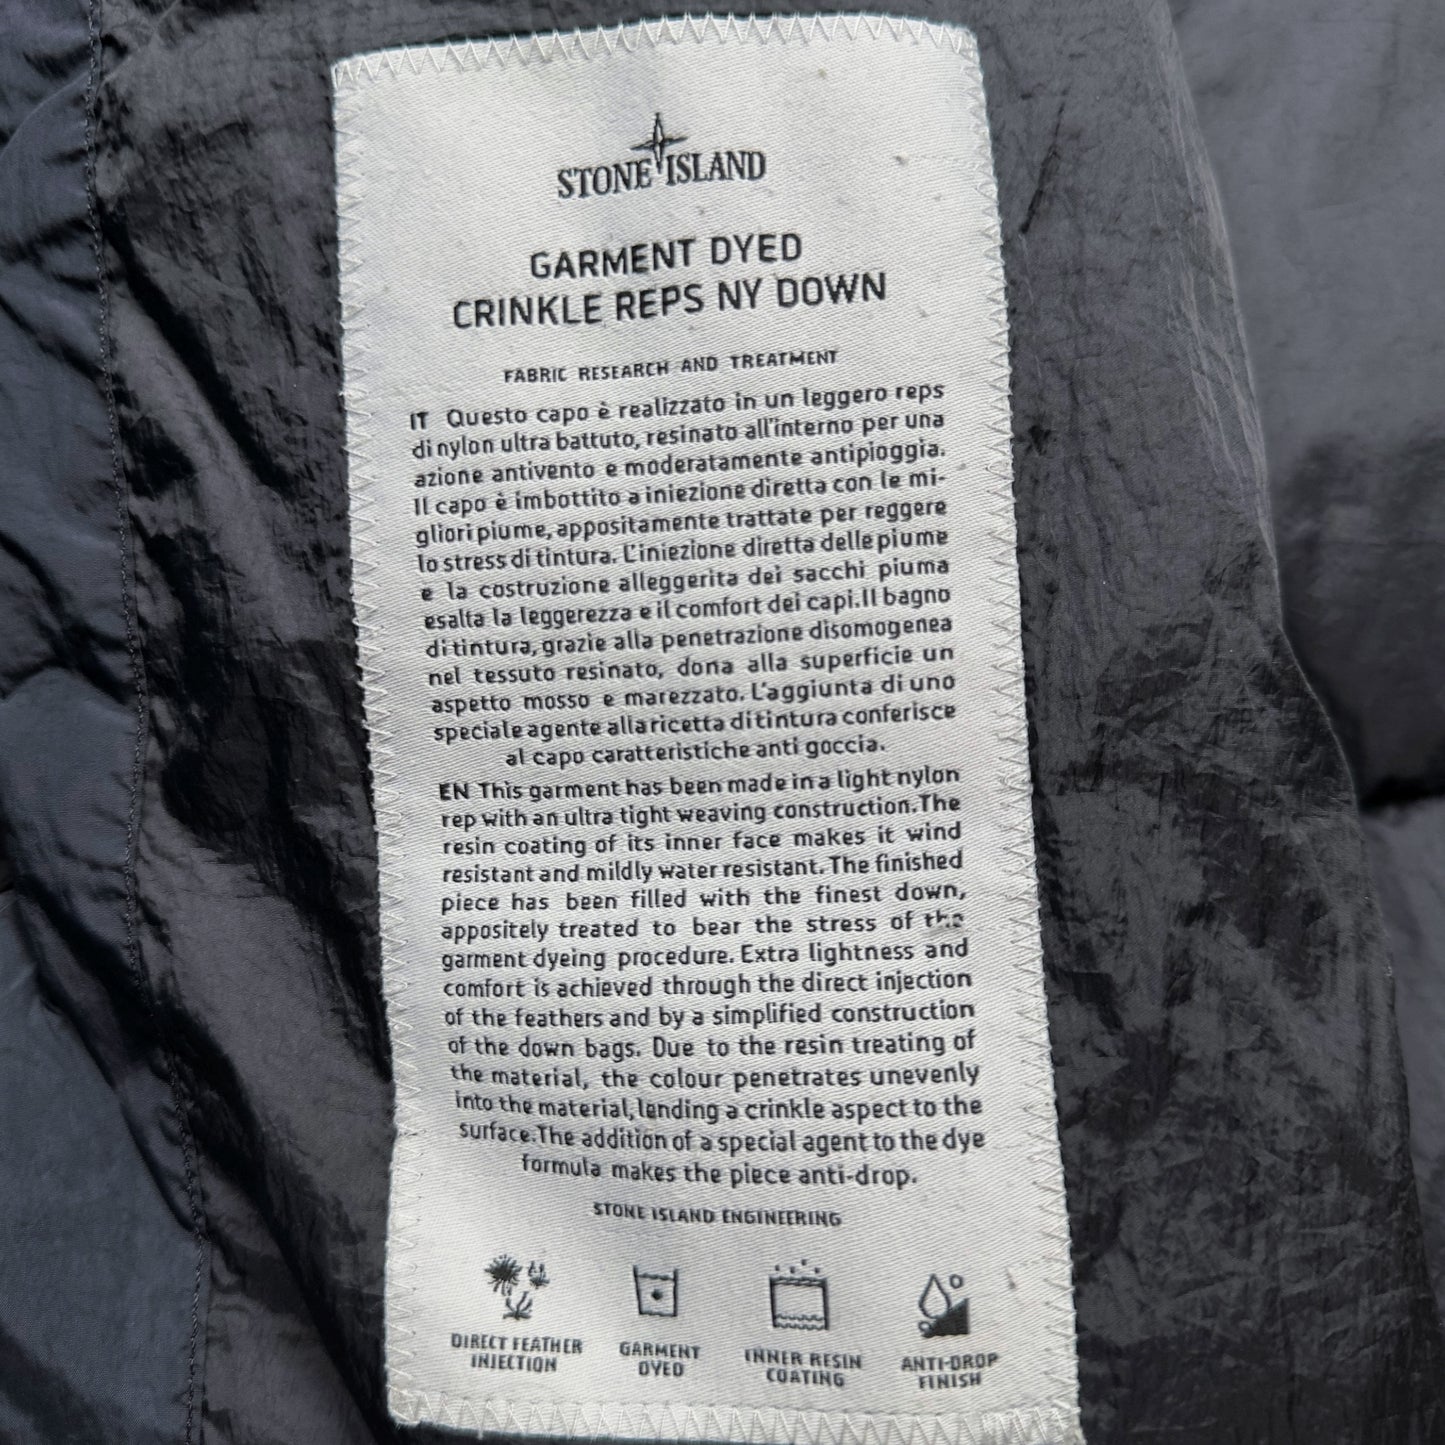 STONE ISLAND
GARMENT DYED
CRINKLE REPS NY DOWN
FABRIC RESEARCH AND TREATMENT
IT Questo capo è realizzato in un leggero reps
di nylon ultra battuto, resinato all'interno per una
azione antivento e moderatamente antipioggia.
Il capo è imbottito a iniezione diretta con le mi-
gliori piume, appositamente trattate per reggere
lo stress di tintura. L'iniezione diretta delle piume
e la costruzione alleggerita dei sacchi piuma
esalta la leggerezza e il comfort dei capi. Il bagno
di tintura, grazie alla penetrazione disomogenea
nel tessuto resinato, dona alla superficie un
aspetto mosso e marezzato. L'aggiunta di uno
speciale agente alla ricetta di tintura conferisce
al capo caratteristiche anti goccia.
EN This garment has been made in a light nylon
rep with an ultra tight weaving construction. The
resin coating of its inner face makes it wind
resistant and mildly water resistant. The finished
piece has been filled with the finest down,
appositely treated to bear the stress of the
garment dyeing procedure. Extra lightness and
comfort is achieved through the direct injection
of the feathers and by a simplified construction
of the down bags. Due to the resin treating of
the material, the colour penetrates unevenly
into the material, lending a crinkle aspect to the
surface. The addition of a special agent to the dye
formula makes the piece anti-drop.
STONE ISLAND ENGINEERING
DIRECT FEATHER
INJECTION
GARMENT
DYED
INNER RESIN
COATING
ANTI-DROP
FINISH